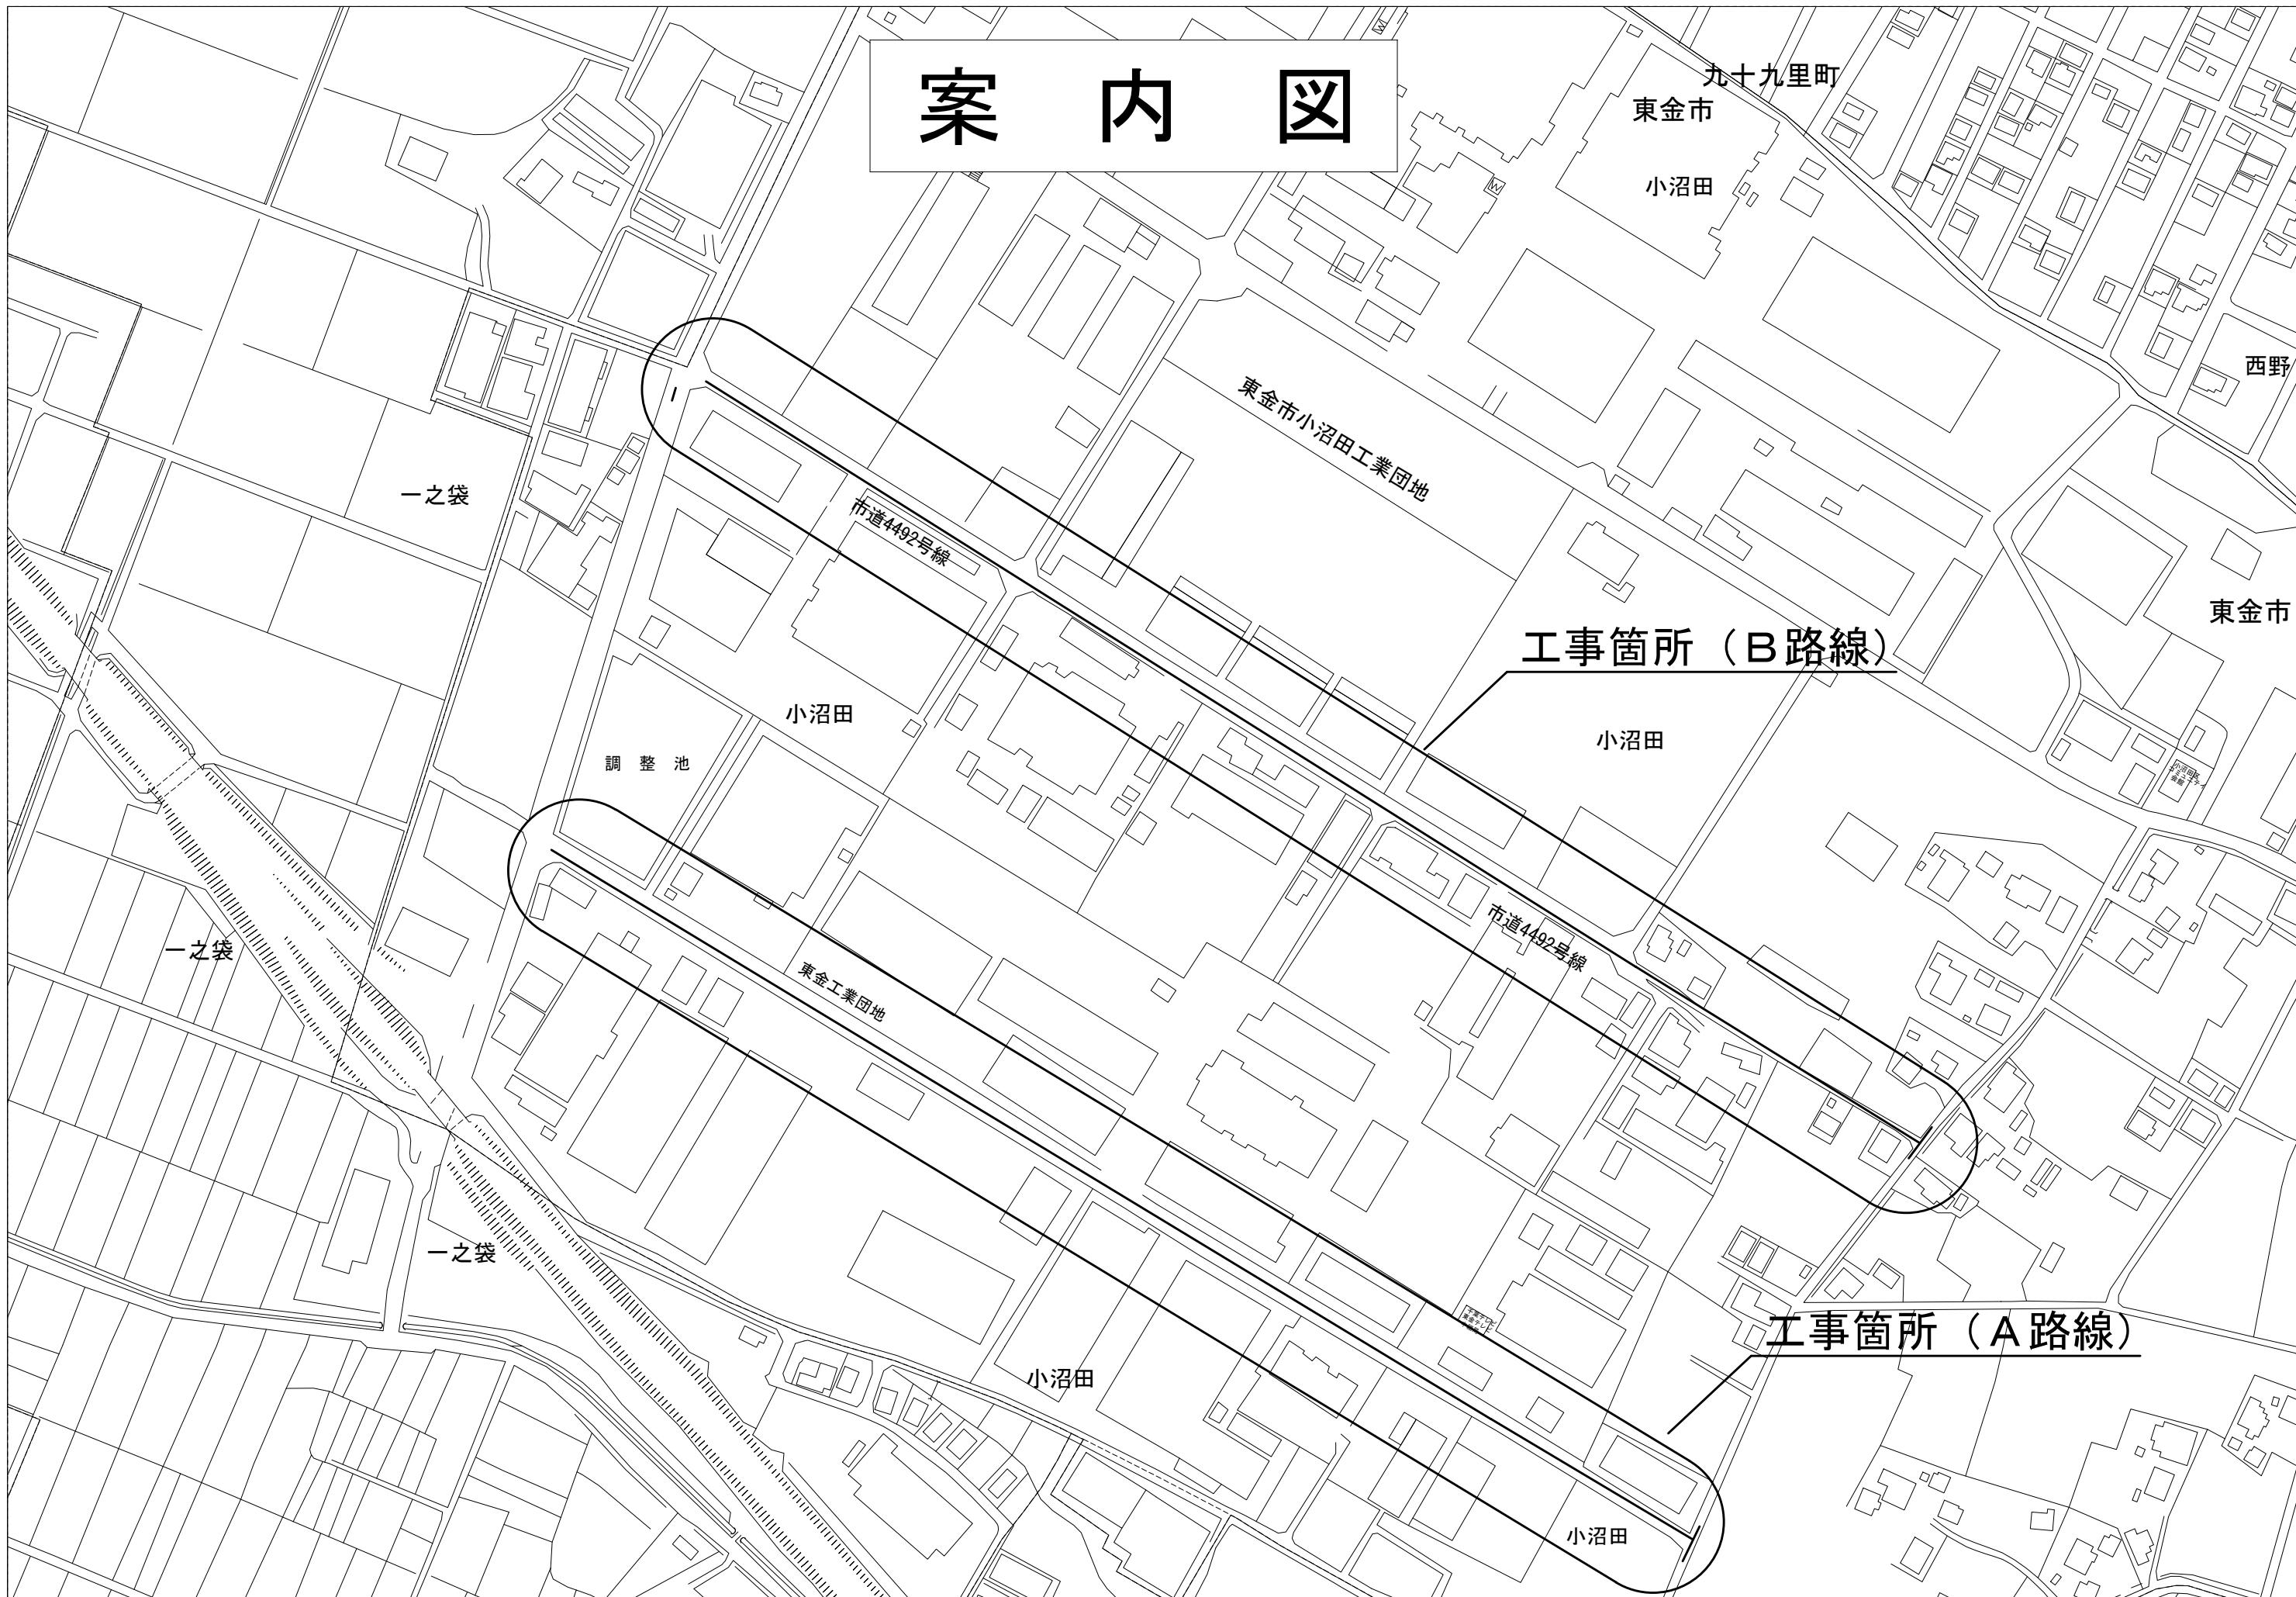 案内図
九十九里町
東金市
小沼田
西野
東金市小沼田工業団地
一之袋
市道4492号線
東金市
工事箇所（B路線）
小沼田
小沼田
調整池
市道4492号線
一之袋
東金工業団地
一之袋
工事箇所（A路線）
小沼田
小沼田